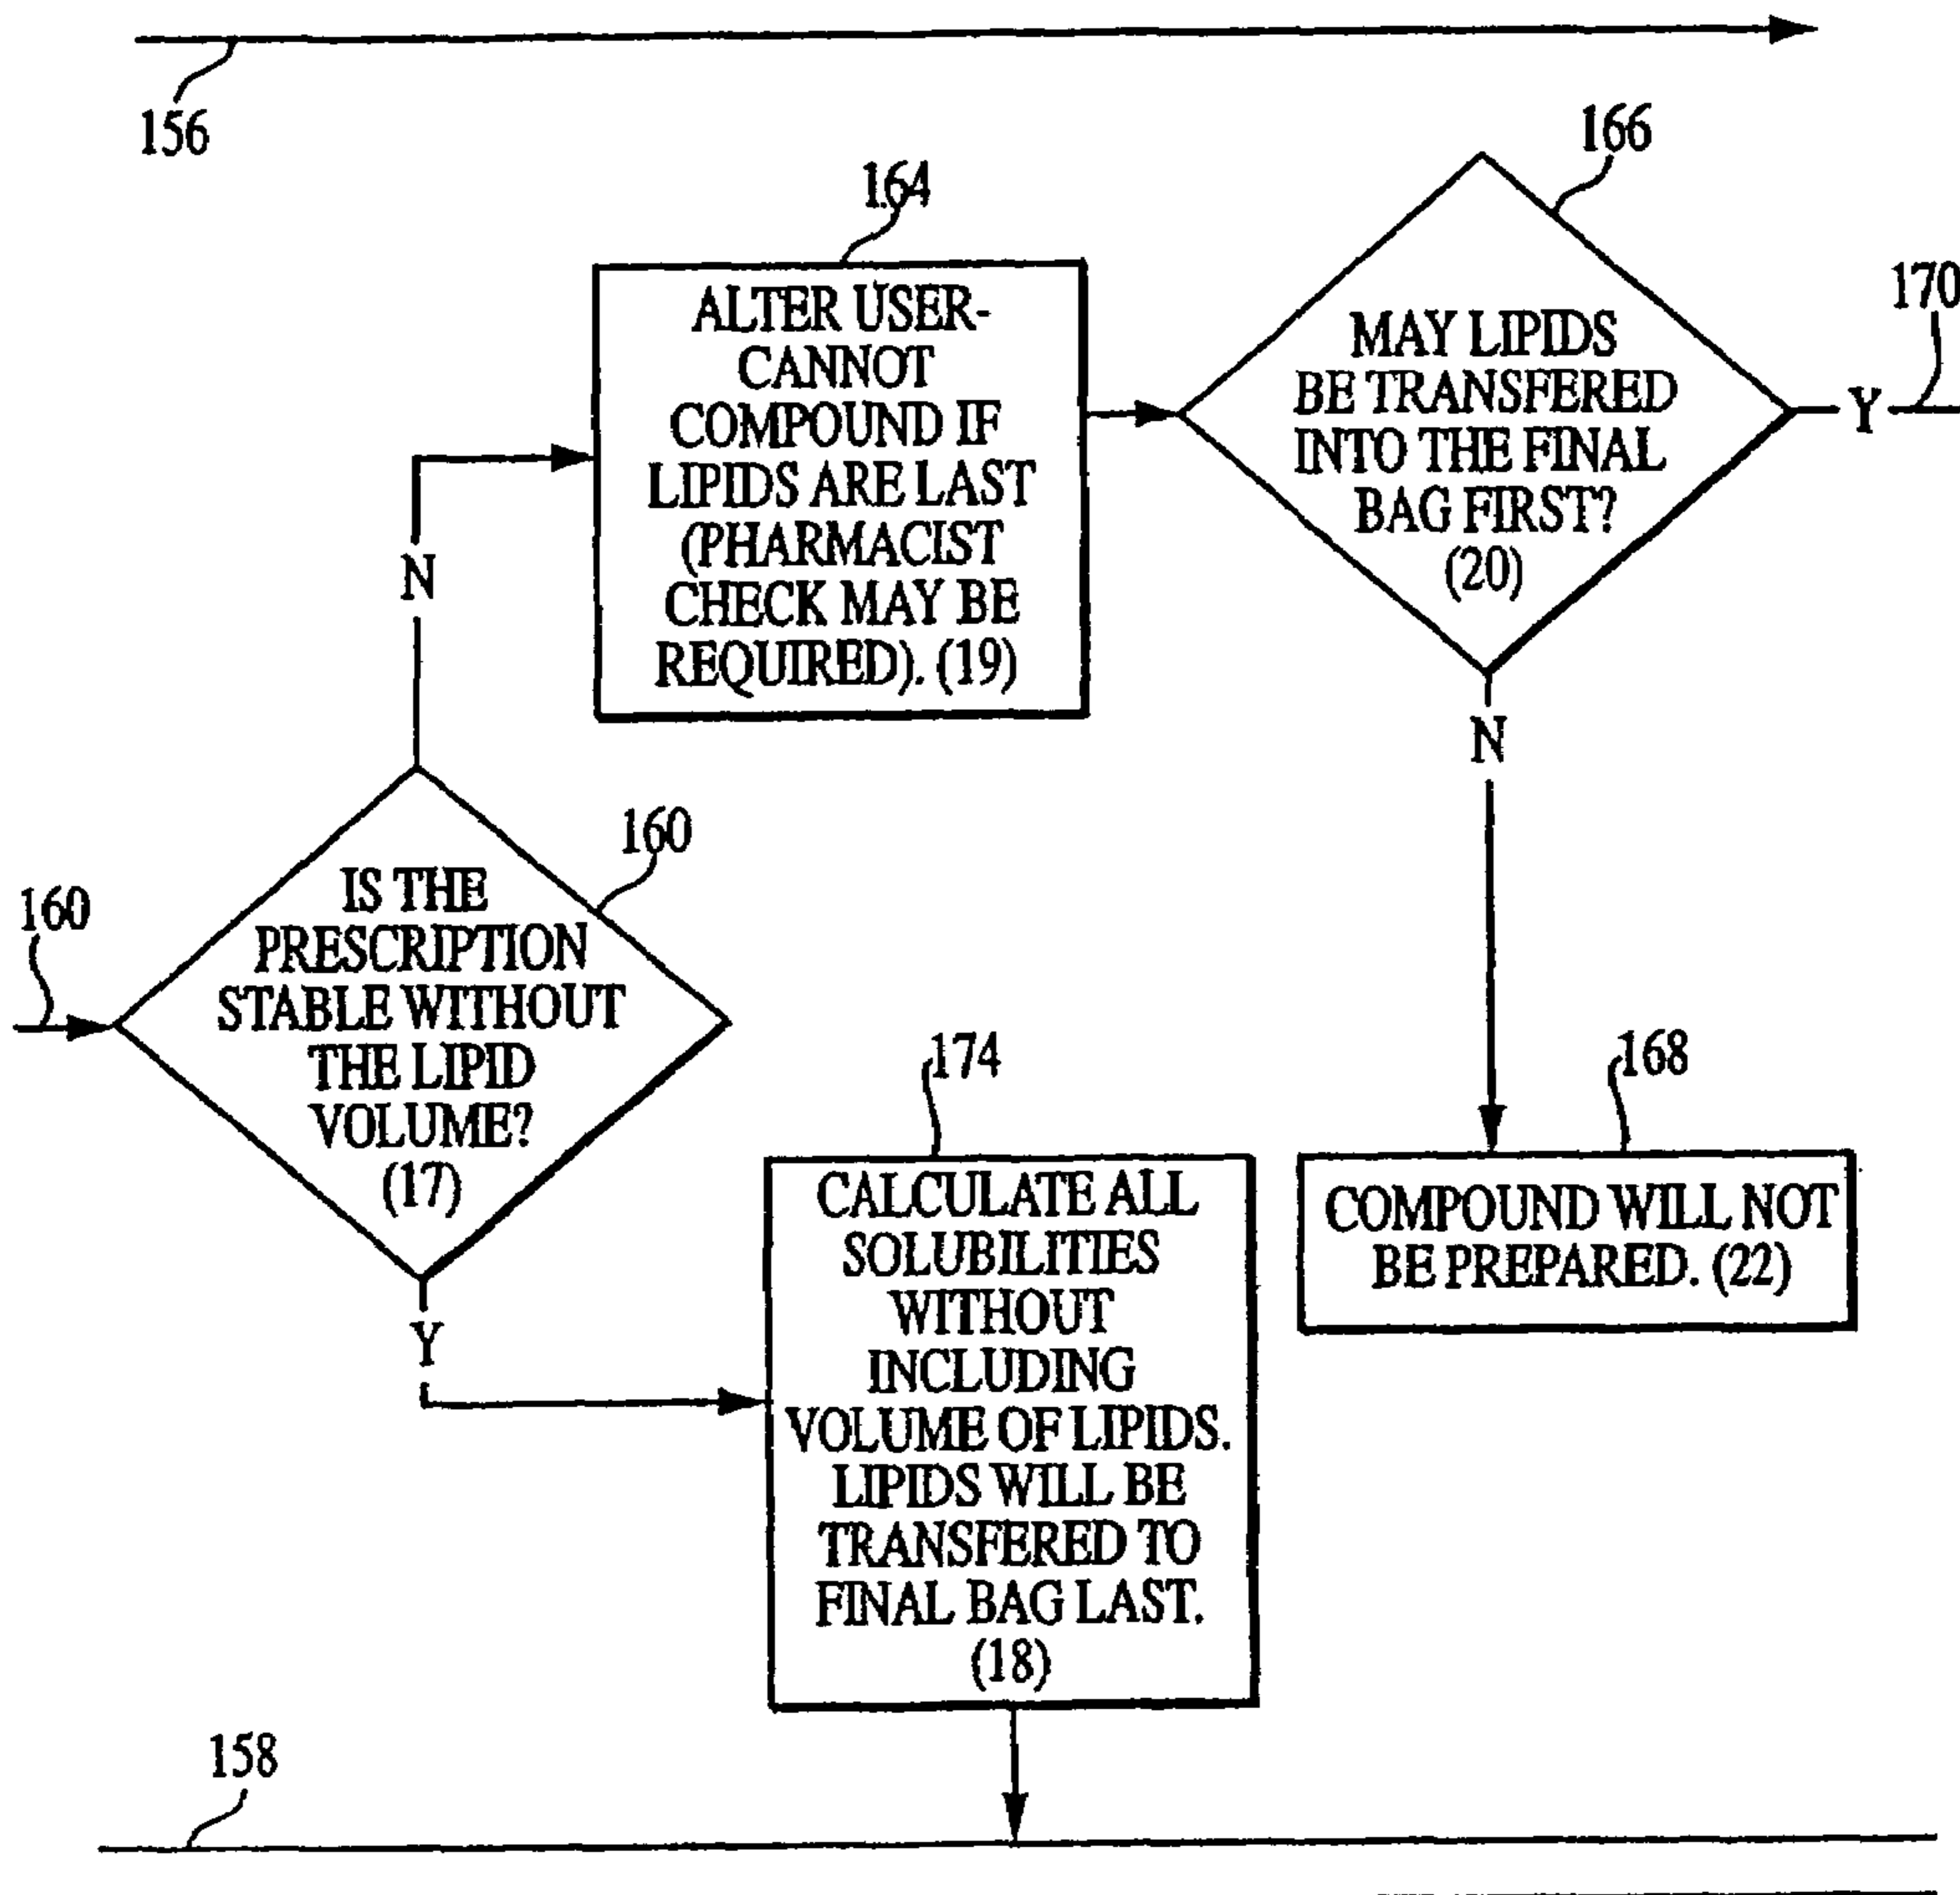 156
166
164
170
ALTER USER-
CANNOT
COMPOUND IF
LIPIDS ARE LAST
(PHARMACIST
CHECK MAY BE
REQUIRED). (19)
MAY LIPIDS
BE TRANSFERED
INTO THE FINAL
BAG FIRST?
(20)
Y
N
N
160
160
IS THE
PRESCRIPTION
STABLE WITHOUT
THE LIPID
VOLUME?
(17)
Y
174
CALCULATE ALL
SOLUBILITIES
WITHOUT
INCLUDING
VOLUME OF LIPIDS.
LIPIDS WILL BE
TRANSFERED TO
FINAL BAG LAST.
(18)
168
COMPOUND WILL NOT
BE PREPARED. (22)
158